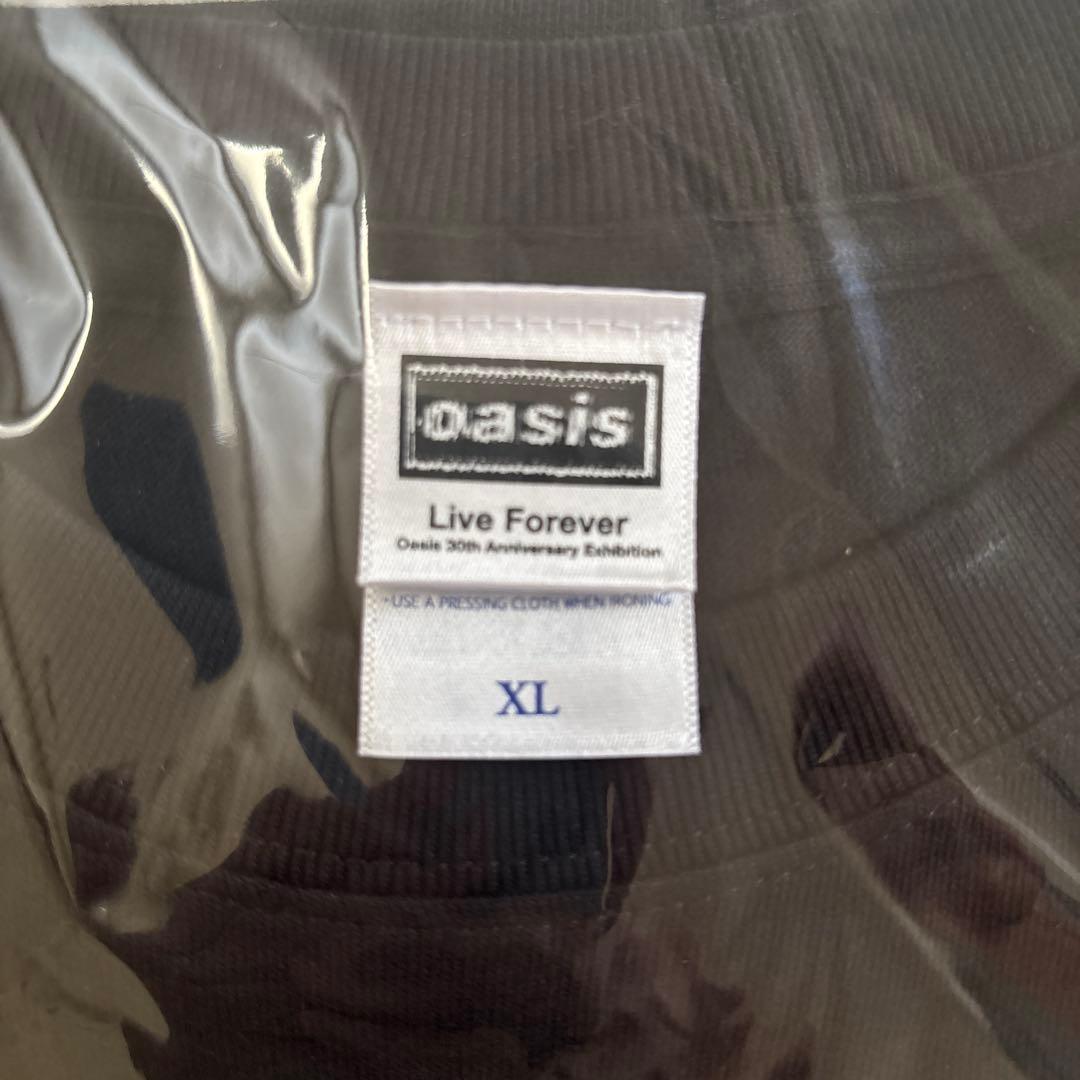 oasis
Live Forever
Oasis 30th Anniversary Exhibition
•USE A PRESSING CLOTH WHEN IRONING
XL